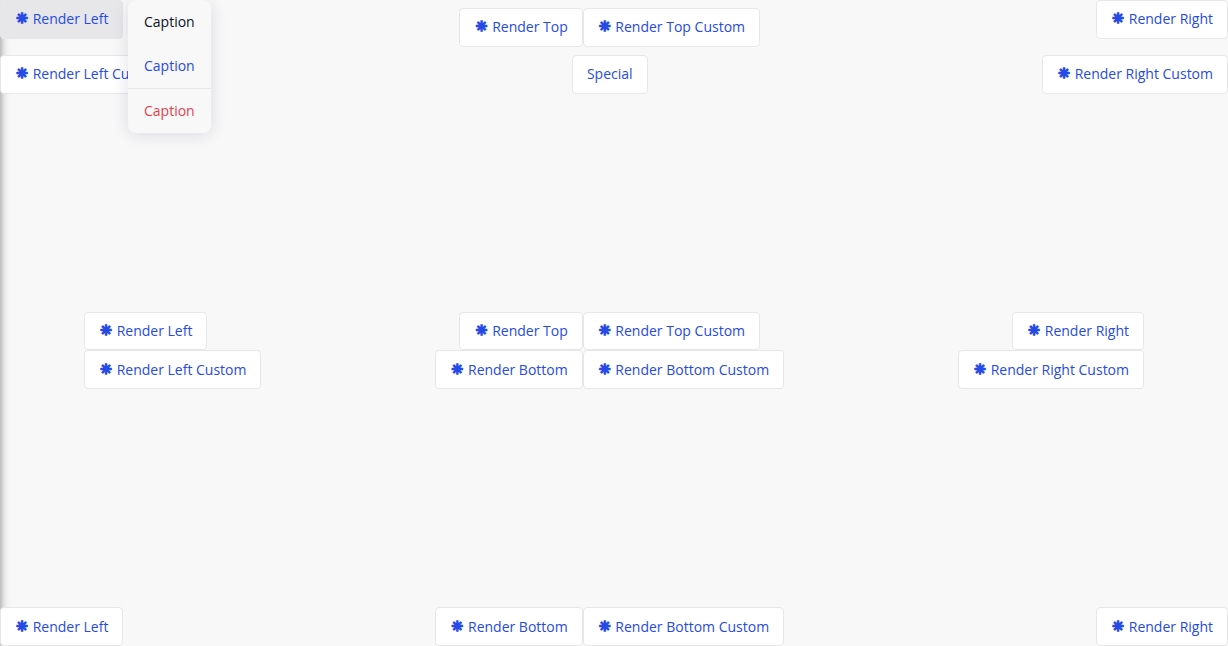 Render Left
Caption
Render Top
Render Top Custom
Render Right
Render Left Cu
Caption
Special
Render Right Custom
Caption
Render Left
Render Top
Render Top Custom
Render Right
Render Left Custom
Render Bottom
Render Bottom Custom
Render Right Custom
Render Left
Render Bottom
Render Bottom Custom
Render Right